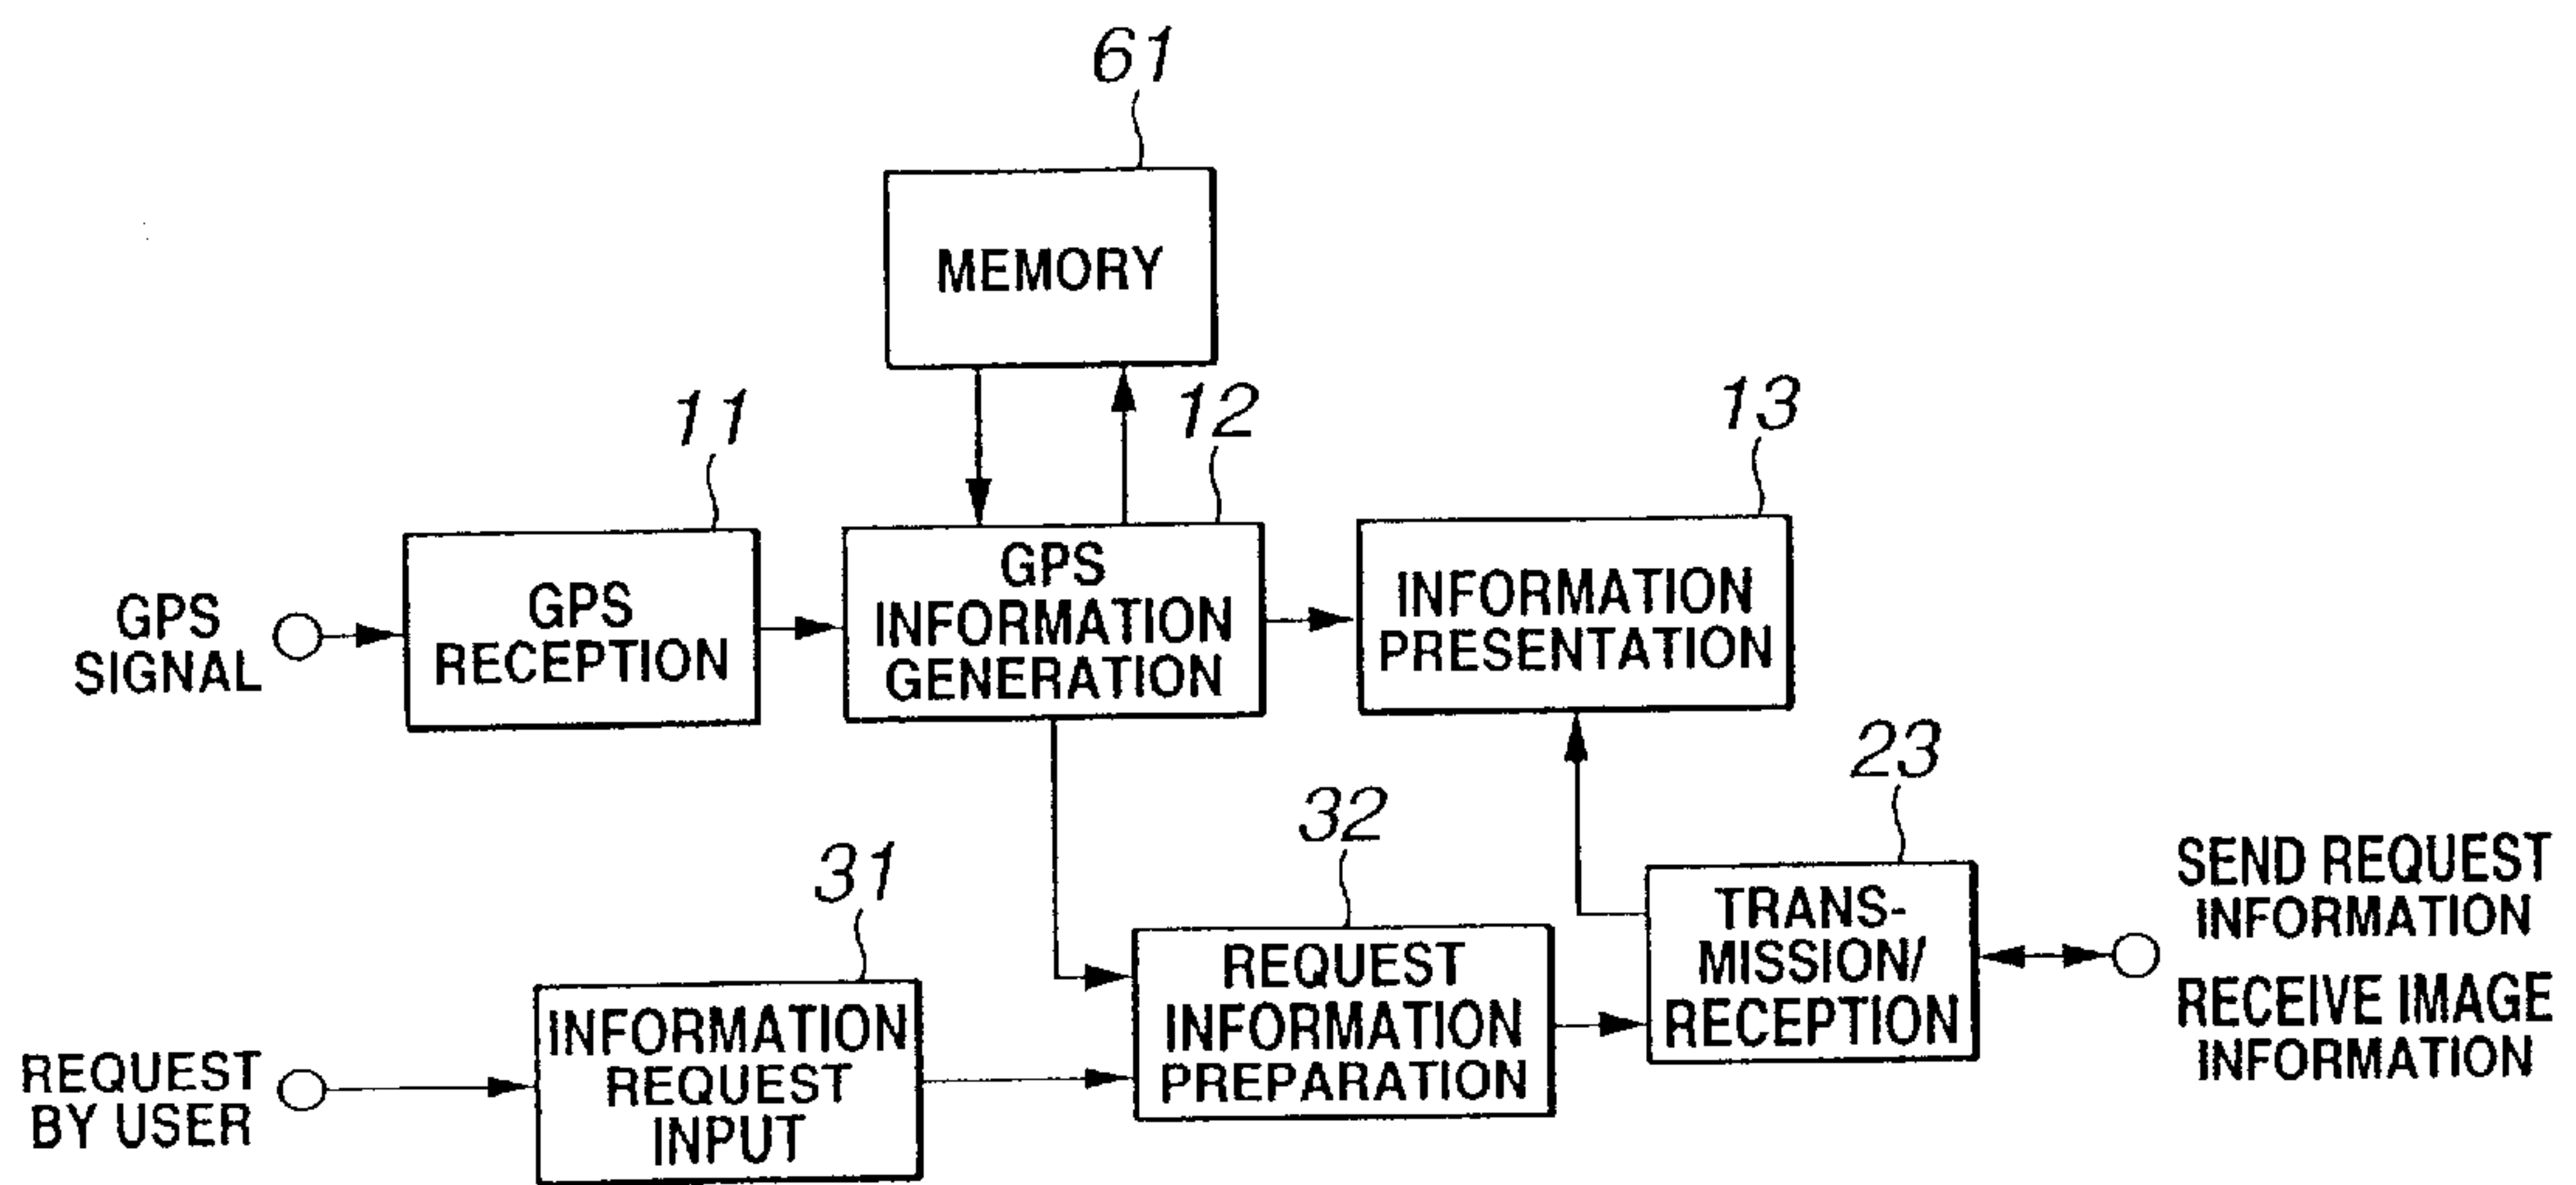 61
MEMORY
11
12
13
GPS
SIGNAL
GPS
RECEPTION
GPS
INFORMATION
GENERATION
INFORMATION
PRESENTATION
23
32
31
SEND REQUEST
INFORMATION
RECEIVE IMAGE
INFORMATION
TRANS-
MISSION/
RECEPTION
REQUEST
INFORMATION
PREPARATION
INFORMATION
REQUEST
INPUT
REQUEST
BY USER